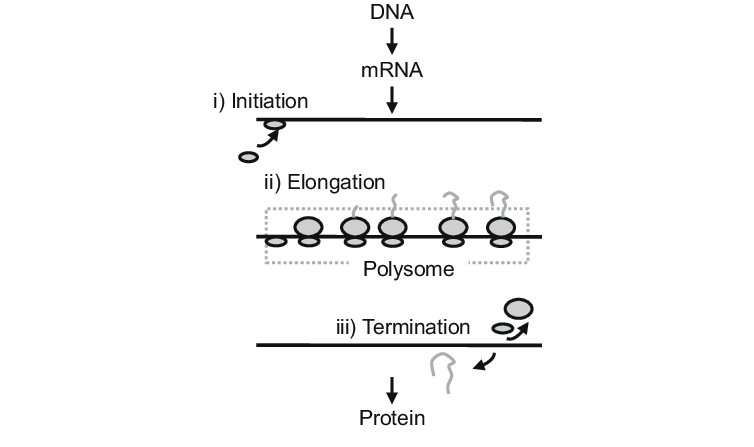 DNA
mRNA
i) Initiation
ii) Elongation
Polysome
iii) Termination
Protein